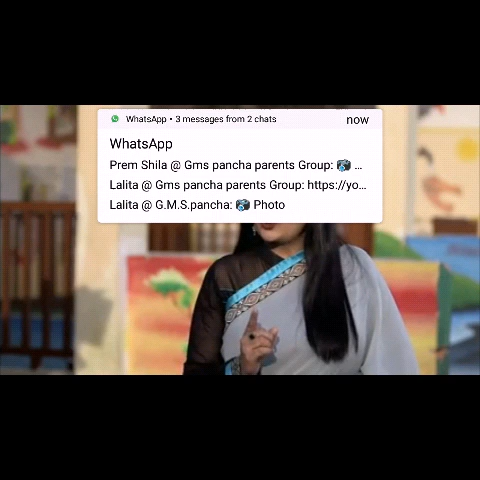 WhatsApp • 3 messages from 2 chats now
WhatsApp
Prem Shila @ Gms pancha parents Group: 📷 ...
Lalita @ Gms pancha parents Group: https://yo...
Lalita @ G.M.S.pancha: 📷 Photo